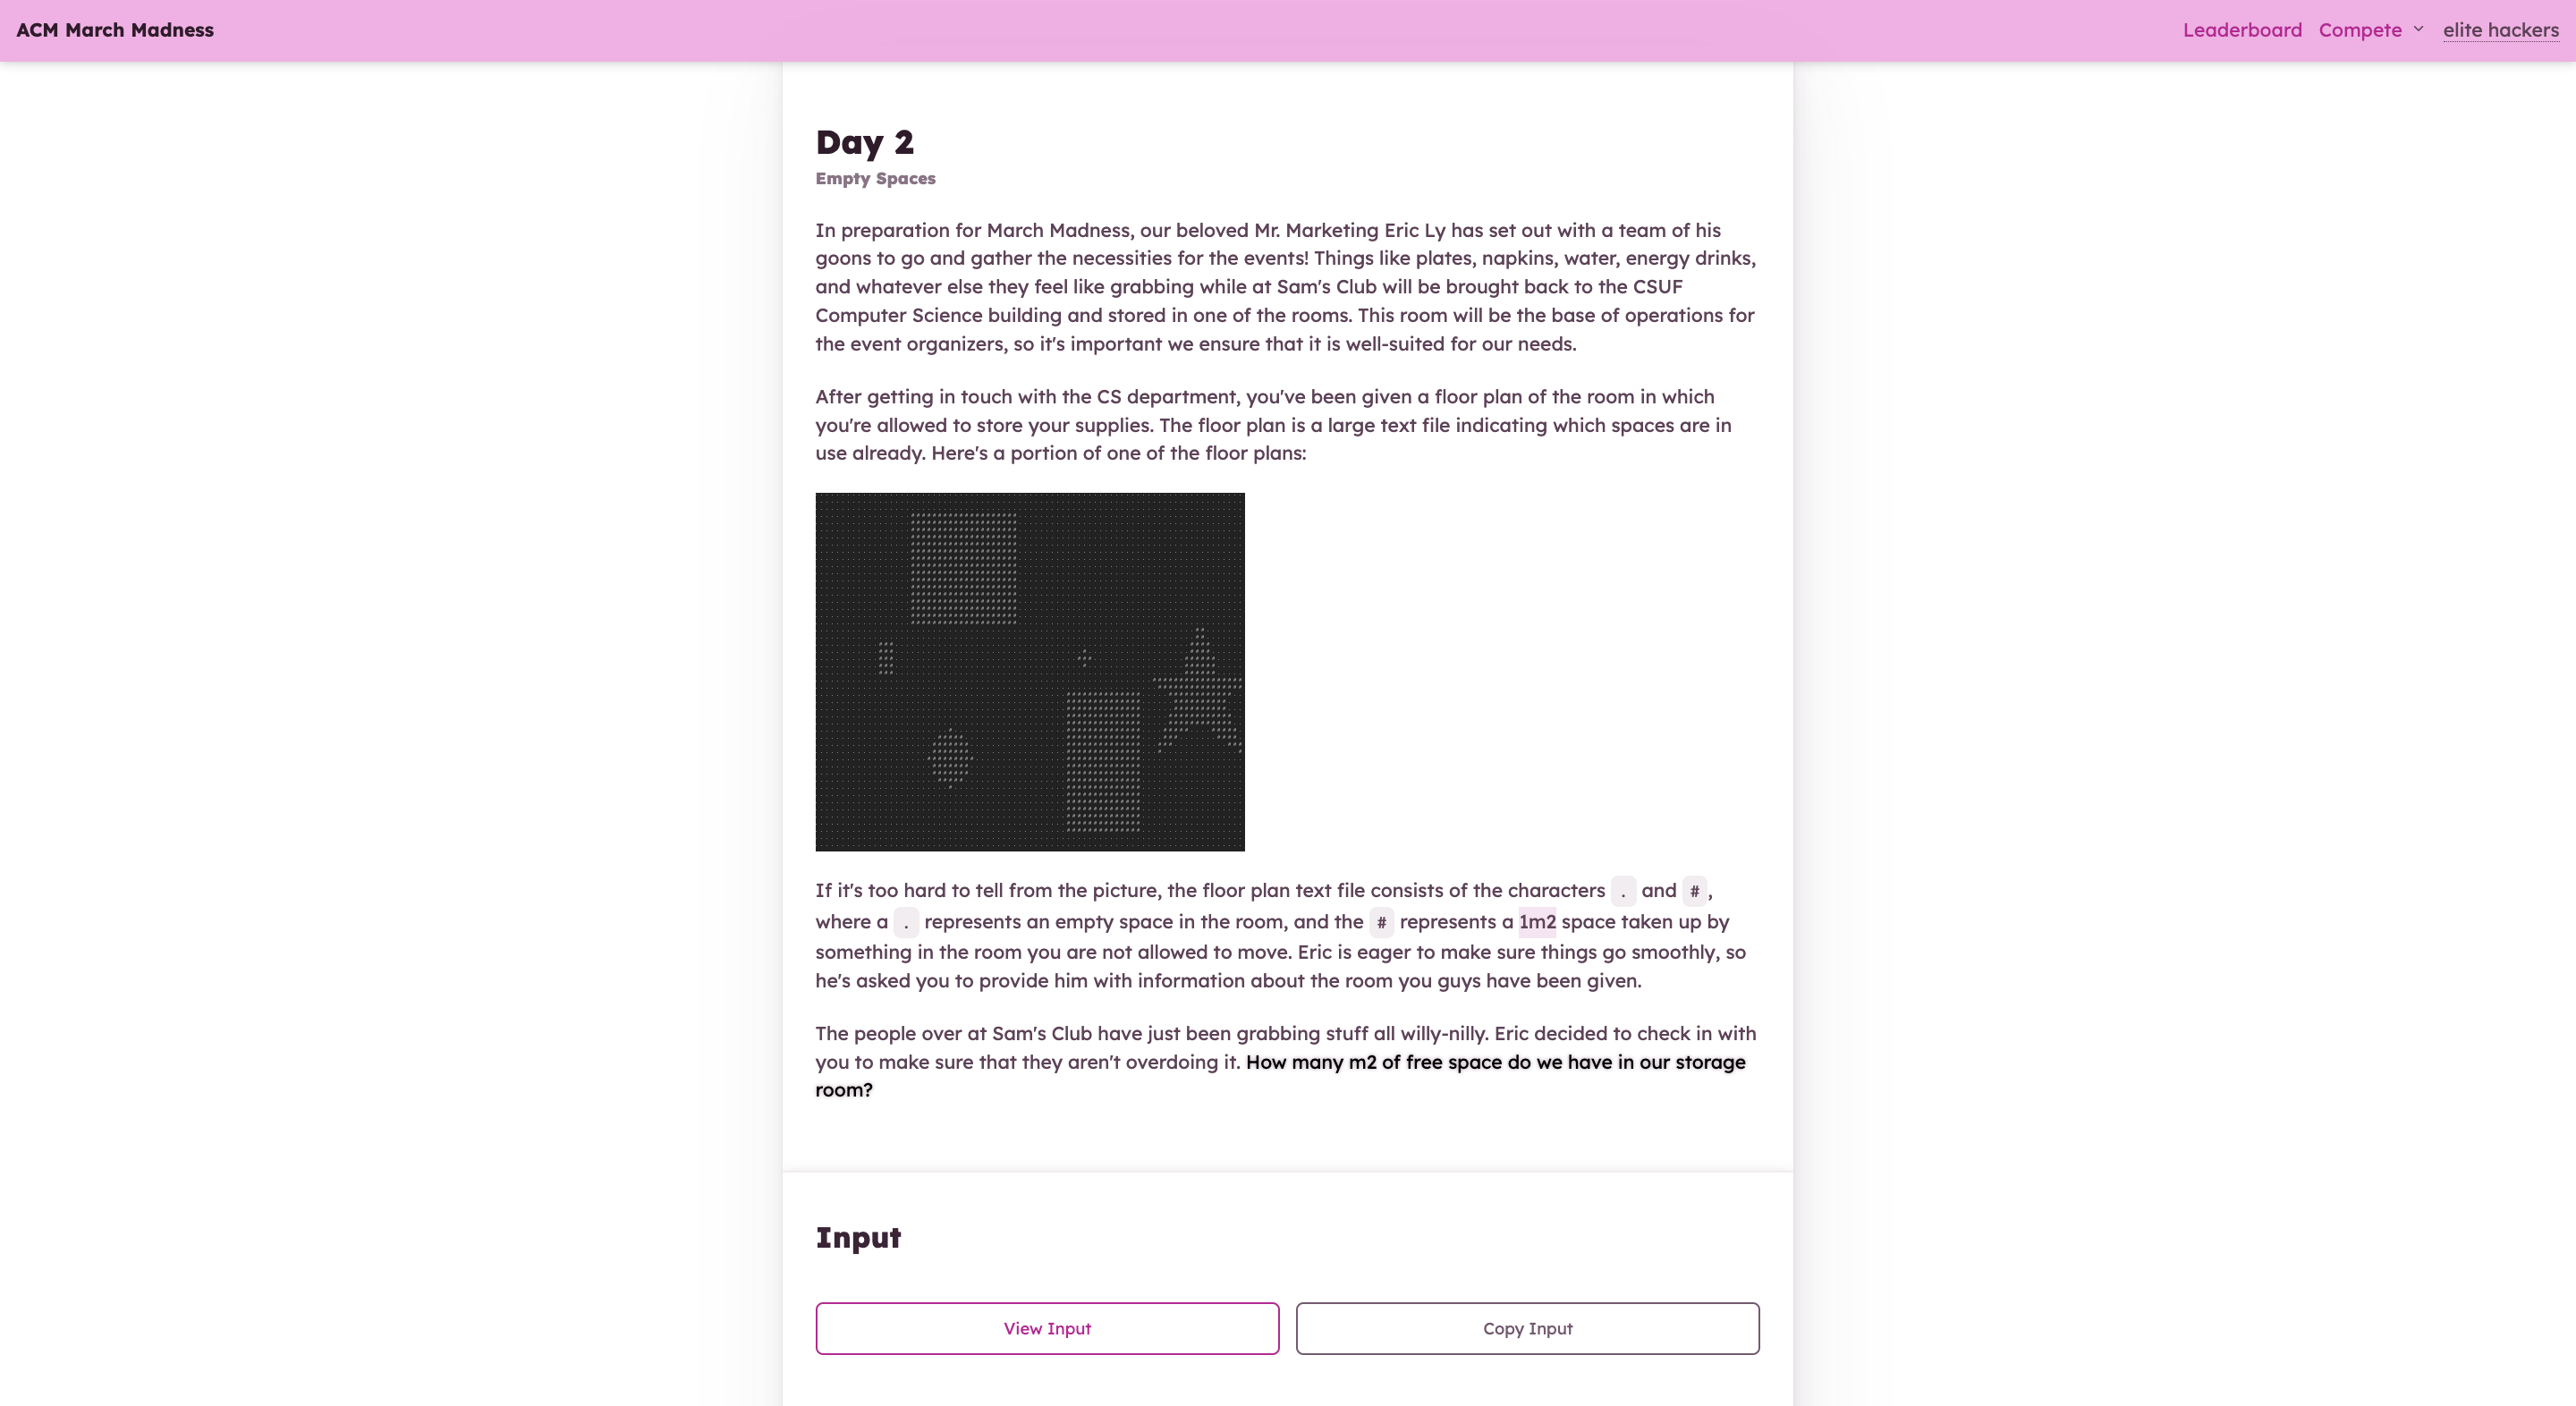 ACM March Madness
Leaderboard Compete elite hackers
Day 2
Empty Spaces
In preparation for March Madness, our beloved Mr. Marketing Eric Ly has set out with a team of his
goons to go and gather the necessities for the events! Things like plates, napkins, water, energy drinks,
and whatever else they feel like grabbing while at Sam's Club will be brought back to the CSUF
Computer Science building and stored in one of the rooms. This room will be the base of operations for
the event organizers, so it's important we ensure that it is well-suited for our needs.
After getting in touch with the CS department, you've been given a floor plan of the room in which
you're allowed to store your supplies. The floor plan is a large text file indicating which spaces are in
use already. Here's a portion of one of the floor plans:
If it's too hard to tell from the picture, the floor plan text file consists of the characters . and #,
where a . represents an empty space in the room, and the # represents a 1m2 space taken up by
something in the room you are not allowed to move. Eric is eager to make sure things go smoothly, so
he's asked you to provide him with information about the room you guys have been given.
The people over at Sam's Club have just been grabbing stuff all willy-nilly. Eric decided to check in with
you to make sure that they aren't overdoing it. How many m2 of free space do we have in our storage
room?
Input
View Input
Copy Input